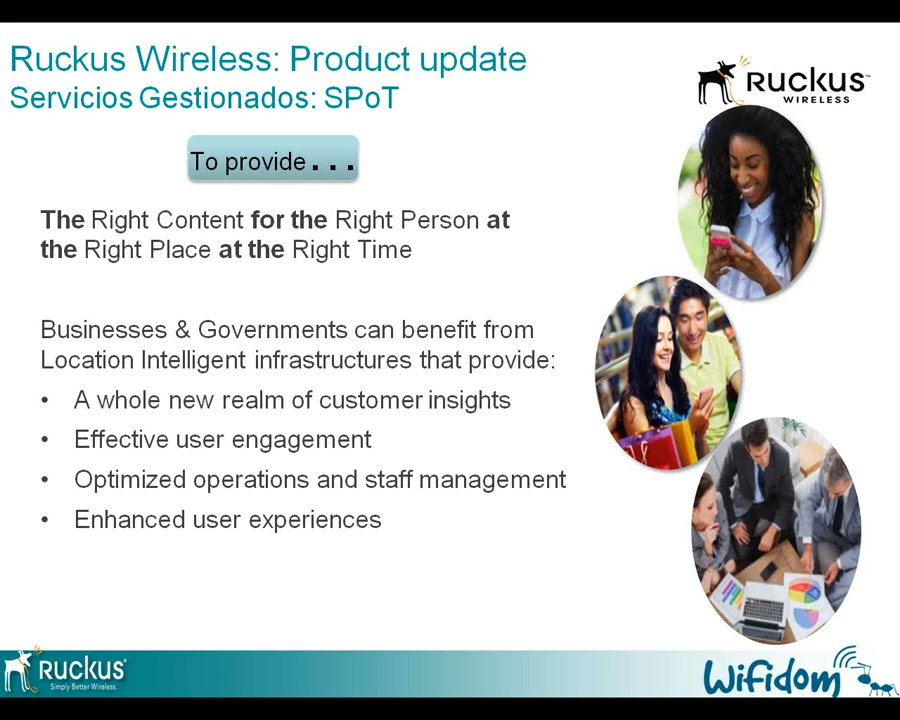 Ruckus Wireless: Product update
Servicios Gestionados: SPoT
RUCKUS™
WIRELESS
To provide...
The Right Content for the Right Person at
the Right Place at the Right Time
Businesses & Governments can benefit from
Location Intelligent infrastructures that provide:
• A whole new realm of customer insights
• Effective user engagement
• Optimized operations and staff management
• Enhanced user experiences
RUCKUS®
Simply Better Wireless.
Wifidom